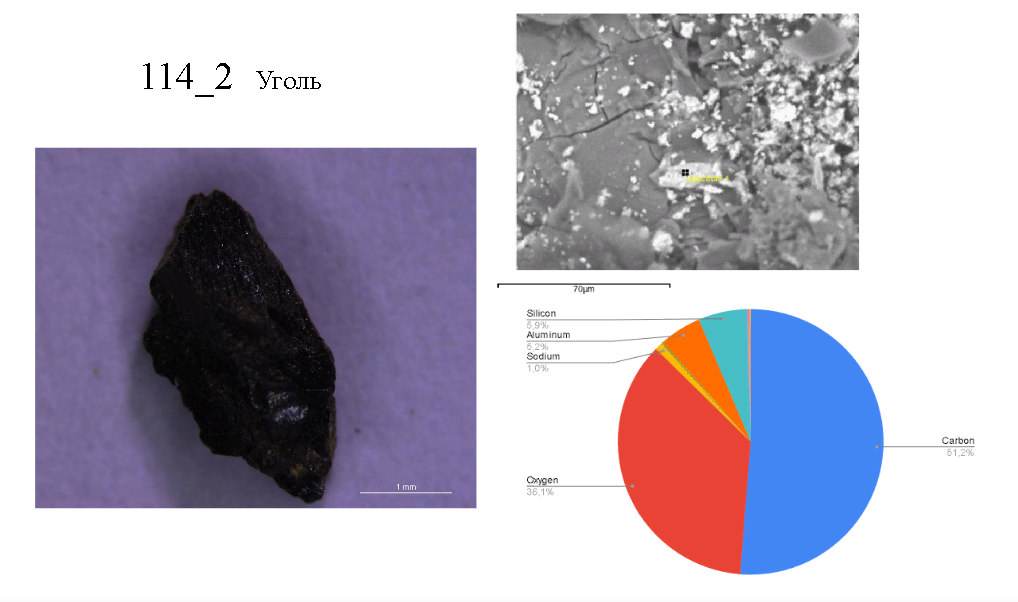 114_2 Уголь
1 mm
70μm
Silicon
5,9%
Aluminum
5,2%
Sodium
1,0%
Carbon
51,2%
Oxygen
36,1%